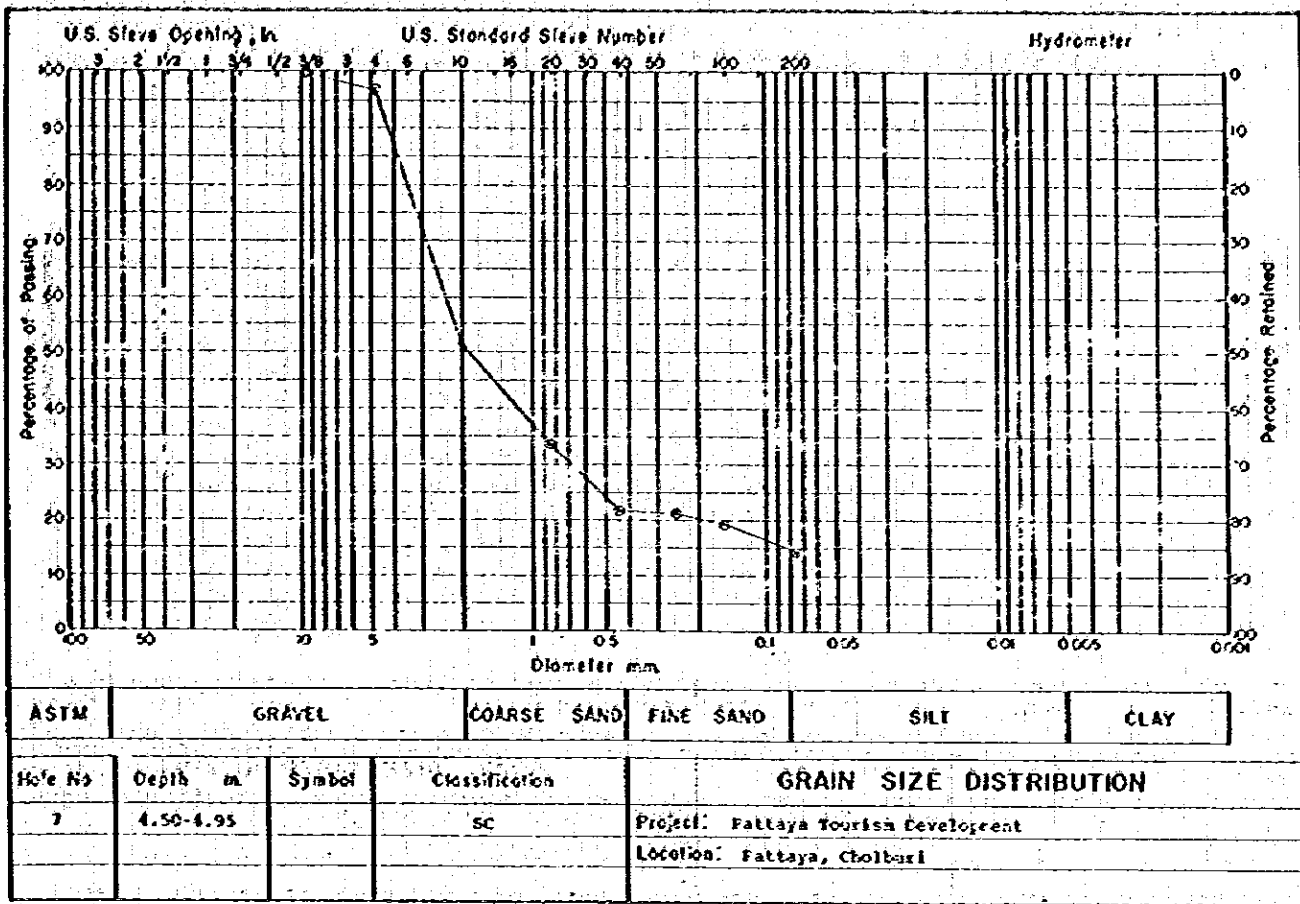 U.S. Sieve Opening, In. U.S. Standard Sieve Number Hydrometer
3 2 1 1/2 1 3/4 1/2 3/8 3 4 6 10 16 20 30 40 50 100 200
100 0
90 10
80 20
70 30
60 40
50 50
40 60
30 70
20 80
10 90
0 100
Percentage of Passing
Percentage Retained
100 50 10 5 1 0.5 0.1 0.05 0.01 0.005 0.001
Diameter mm.
ASTM GRAVEL COARSE SAND FINE SAND SILT CLAY
Hole No Depth m. Symbol Classification GRAIN SIZE DISTRIBUTION
7 4.50-4.95 SC Project: Pattaya Tourism Development
Location: Pattaya, Cholburi